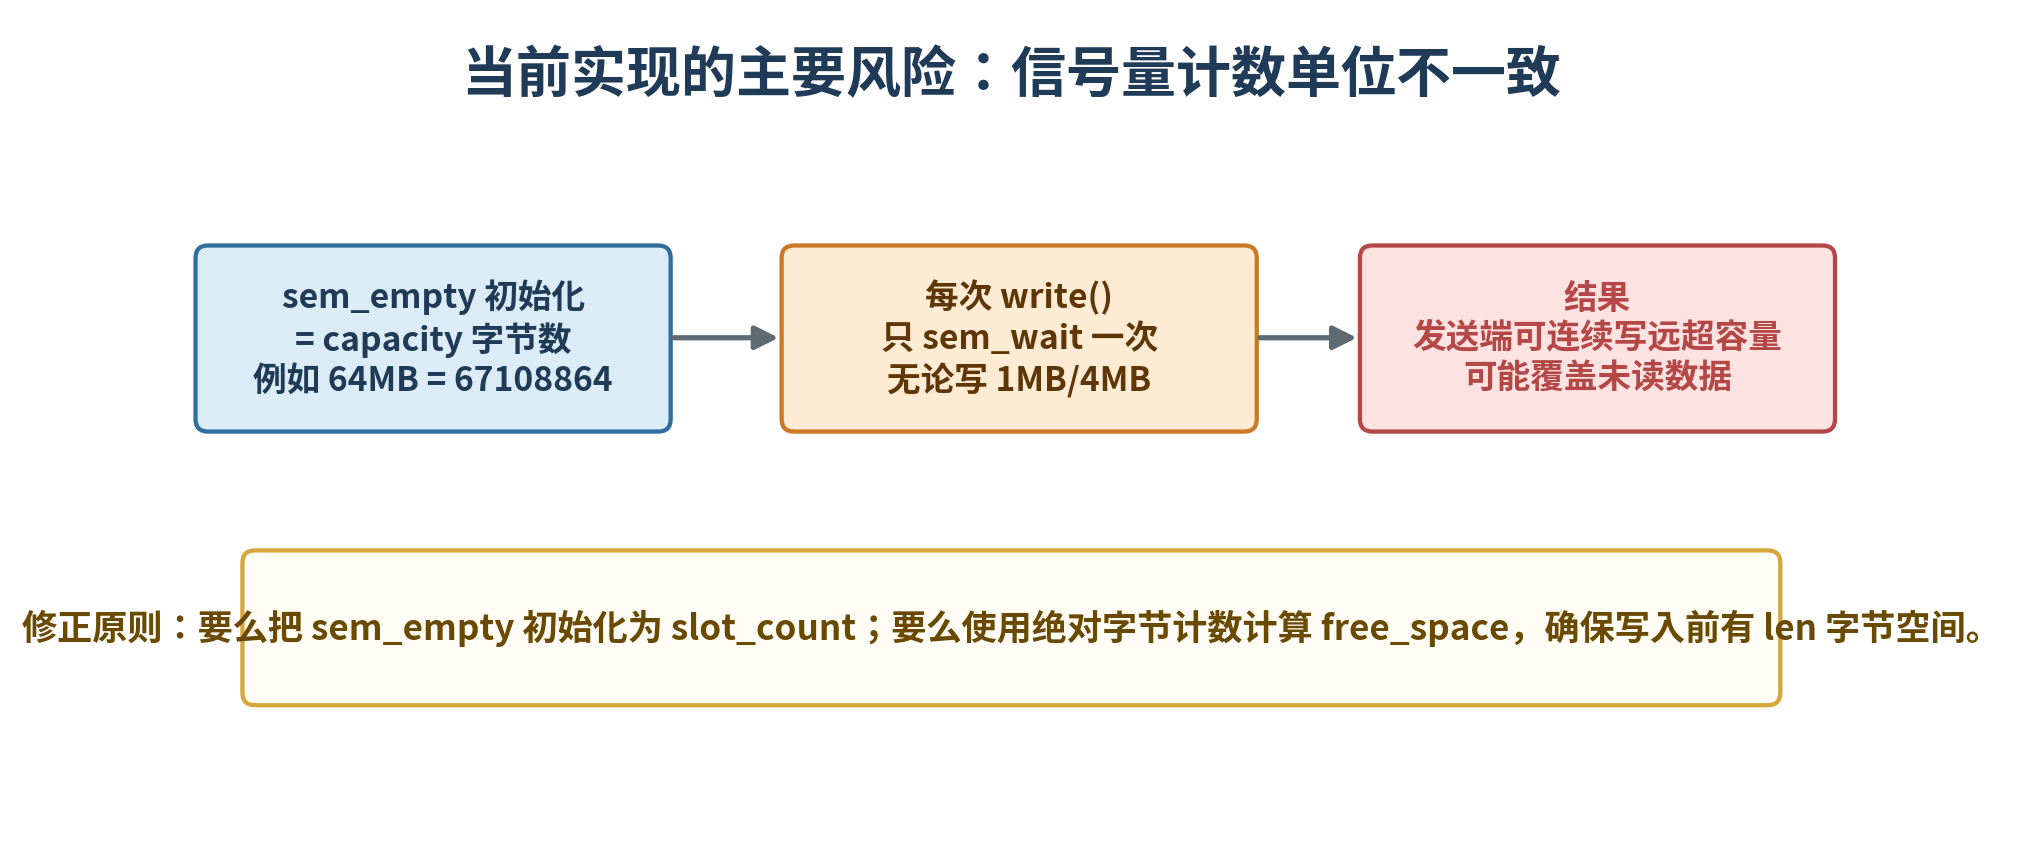 当前实现的主要风险：信号量计数单位不一致
sem_empty 初始化
= capacity 字节数
例如 64MB = 67108864
每次 write()
只 sem_wait 一次
无论写 1MB/4MB
结果
发送端可连续写远超容量
可能覆盖未读数据
修正原则：要么把 sem_empty 初始化为 slot_count；要么使用绝对字节计数计算 free_space，确保写入前有 len 字节空间。